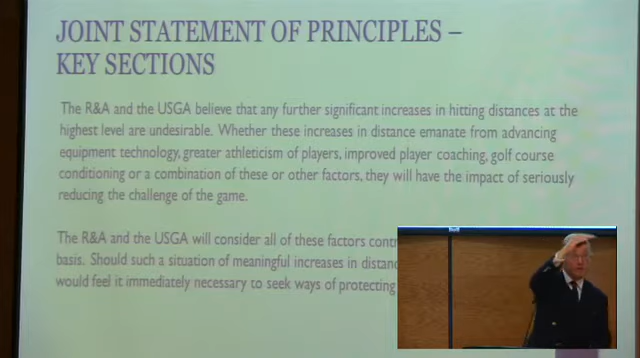 JOINT STATEMENT OF PRINCIPLES –
KEY SECTIONS
The R&A and the USGA believe that any further significant increases in hitting distances at the
highest level are undesirable. Whether these increases in distance emanate from advancing
equipment technology, greater athleticism of players, improved player coaching, golf course
conditioning or a combination of these or other factors, they will have the impact of seriously
reducing the challenge of the game.
The R&A and the USGA will consider all of these factors
basis. Should such a situation of meaningful increases in
would feel it immediately necessary to seek ways of protecting